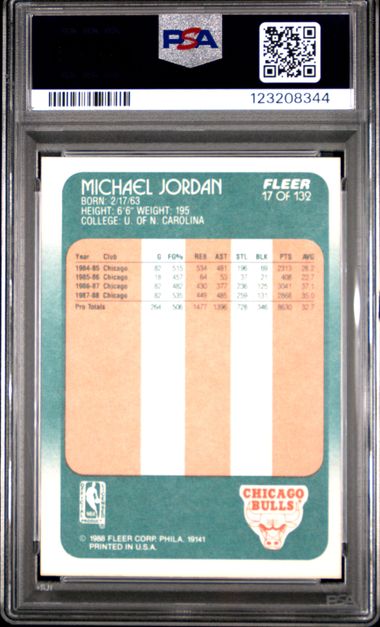 PSA
123208344
MICHAEL JORDAN
BORN: 2/17/63
HEIGHT: 6'6" WEIGHT: 195
COLLEGE: U. OF N. CAROLINA
FLEER
17 OF 132
Year Club G FG% REB AST STL BLK PTS AVG
1984-85 Chicago 82 .515 534 481 196 69 2313 28.2
1985-86 Chicago 18 .457 64 53 37 21 408 22.7
1986-87 Chicago 82 .482 430 377 236 125 3041 37.1
1987-88 Chicago 82 .535 449 485 259 131 2868 35.0
Pro Totals 264 .506 1477 1396 728 346 8630 32.7
NBA
PRODUCT
CHICAGO
BULLS
© 1988 FLEER CORP. PHILA. 19141
PRINTED IN U.S.A.
PSA